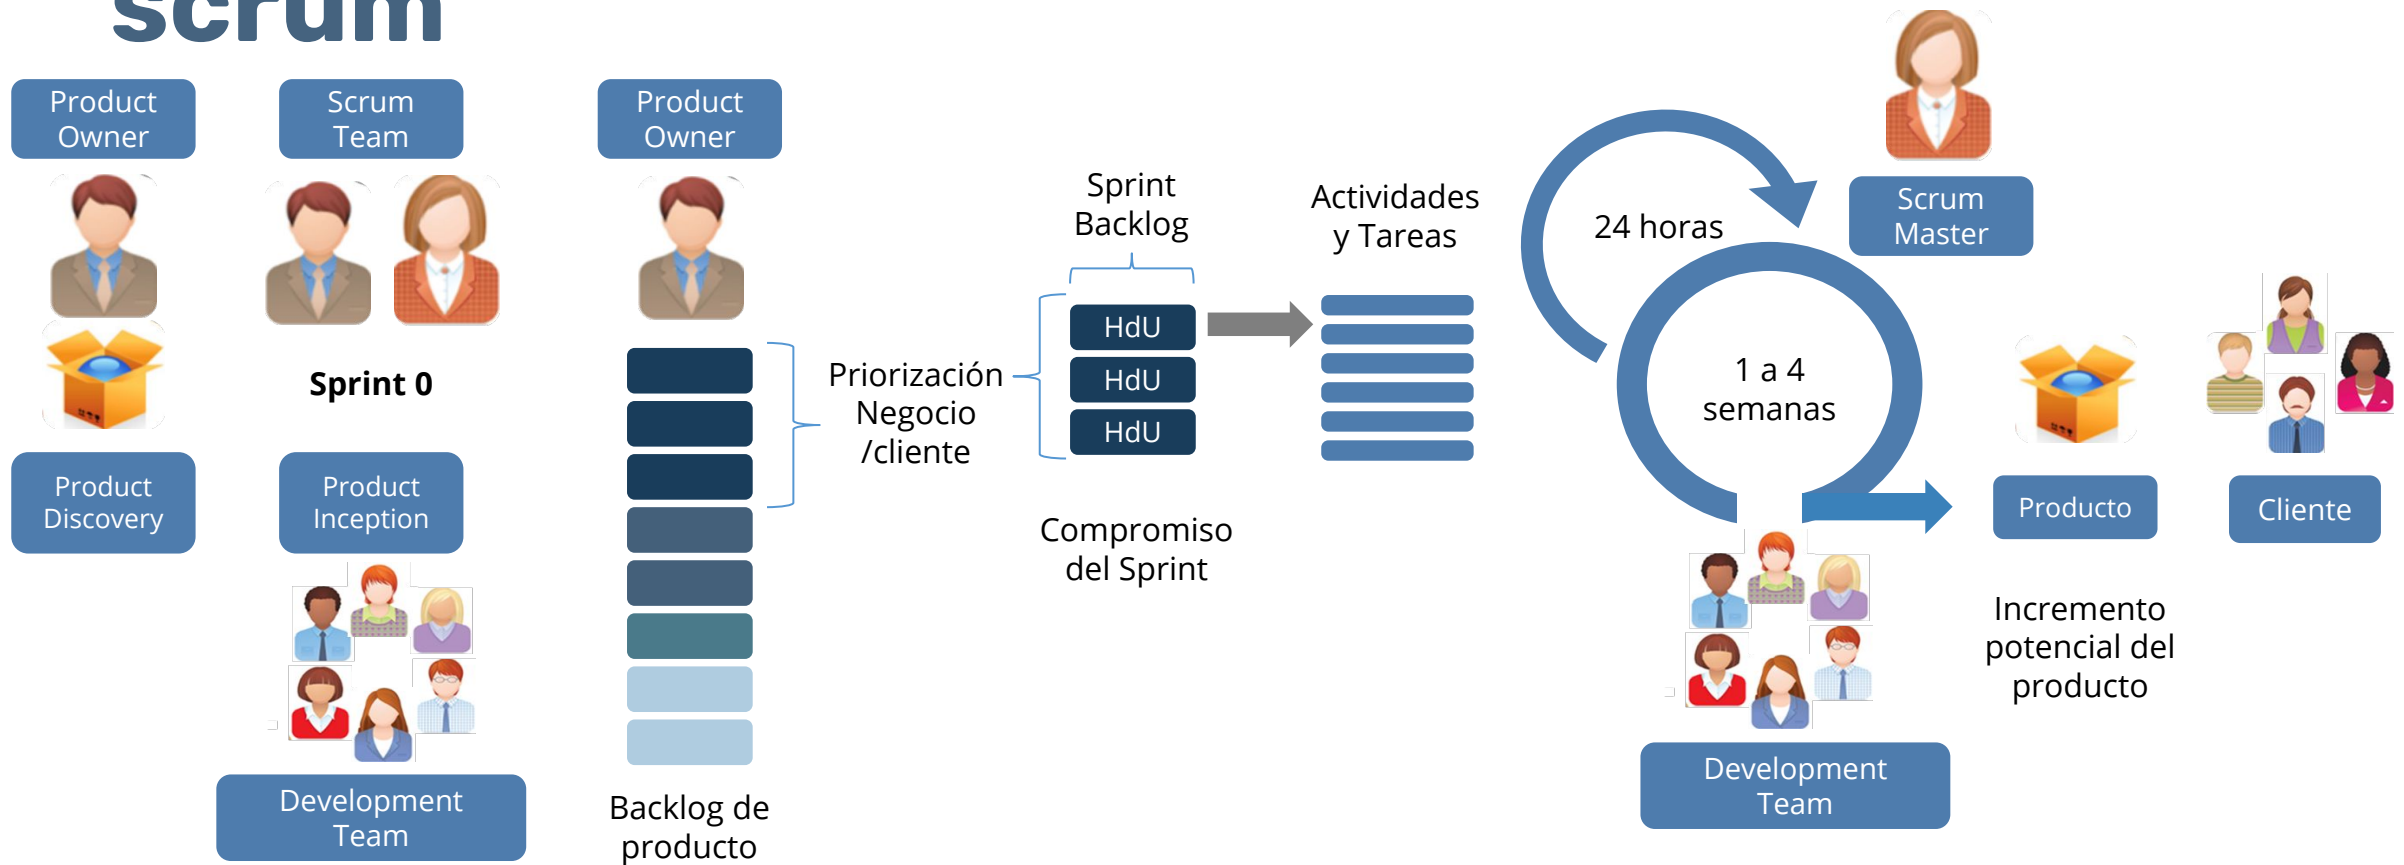 scrum
Product
Owner
Product
Discovery
Scrum
Team
Sprint 0
Product
Inception
Development
Team
Product
Owner
Backlog de
producto
Priorización
Negocio
/cliente
Sprint
Backlog
HdU
HdU
HdU
Compromiso
del Sprint
Actividades
y Tareas
24 horas
1 a 4
semanas
Scrum
Master
Development
Team
Producto
Incremento
potencial del
producto
Cliente